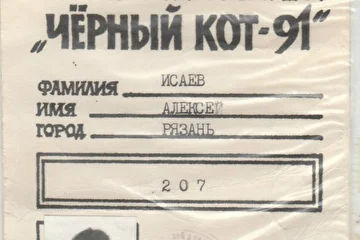 „ЧЁРНЫЙ КОТ-91”
ФАМИЛИЯ ИСАЕВ
ИМЯ АЛЕКСЕЙ
ГОРОД РЯЗАНЬ
207